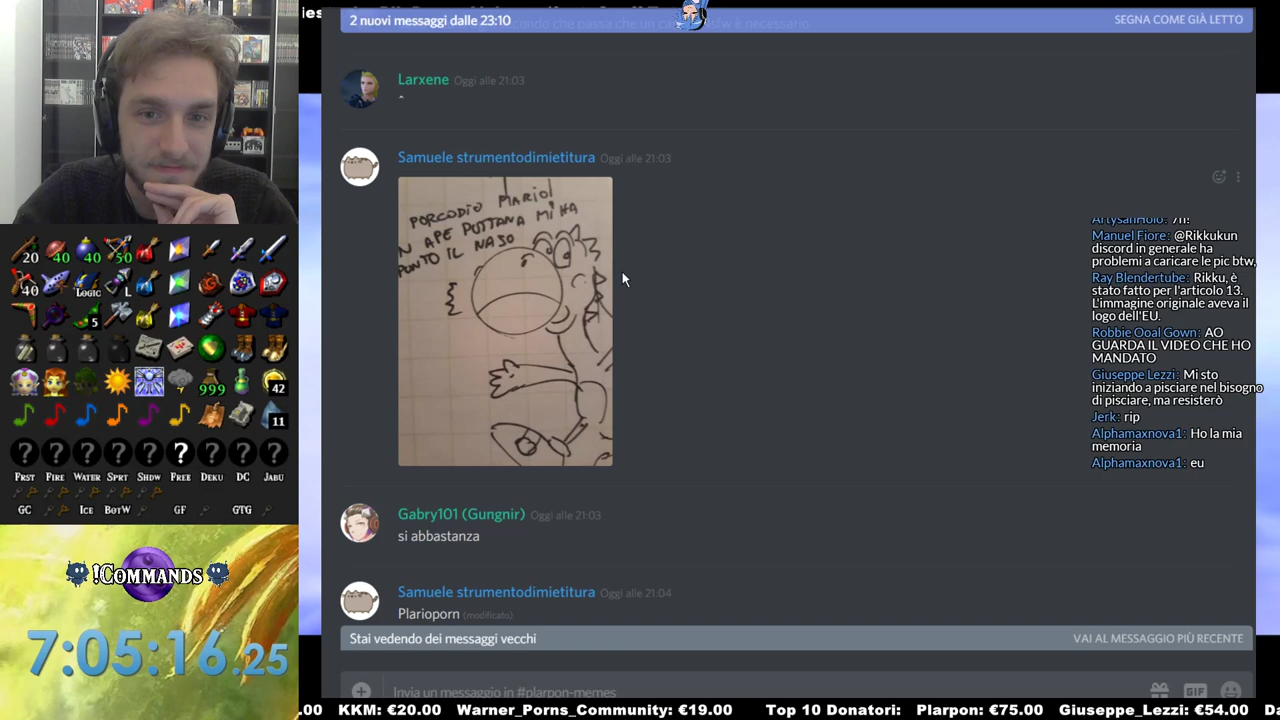 2 nuovi messaggi dalle 23:10
SEGNA COME GIÀ LETTO
Larxene Oggi alle 21:03
^
Samuele strumentodimietitura Oggi alle 21:03
PORCODIO MARIO!
N APE PUTTANA MI HA
PUNTO IL NASO
Gabry101 (Gungnir) Oggi alle 21:03
si abbastanza
Samuele strumentodimietitura Oggi alle 21:04
Plarioporn (modificato)
Stai vedendo dei messaggi vecchi
VAI AL MESSAGGIO PIÙ RECENTE
Invia un messaggio in #plarpon-memes
GIF
ArtysanHolo:
Manuel Fiore: @Rikkukun
discord in generale ha
problemi a caricare le pic btw,
Ray Blendertube: Rikku, è
stato fatto per l'articolo 13.
L'immagine originale aveva il
logo dell'EU.
Robbie Ooal Gown: AO
GUARDA IL VIDEO CHE HO
MANDATO
Giuseppe Lezzi: Mi sto
iniziando a pisciare nel bisogno
di pisciare, ma resisterò
Jerk: rip
Alphamaxnova1: Ho la mia
memoria
Alphamaxnova1: eu
20 40 40 50
40 LOGIC L
5
999 42
11
? ? ? ? ? ? ? ? ?
FRST FIRE WATER SPRT SHDW FREE DEKU DC JABU
GC ICE BOTW GF GTG
!COMMANDS
7:05:16.25
.00 KKM: €20.00 Warner_Porns_Community: €19.00 Top 10 Donatori: Plarpon: €75.00 Giuseppe_Lezzi: €54.00 Da